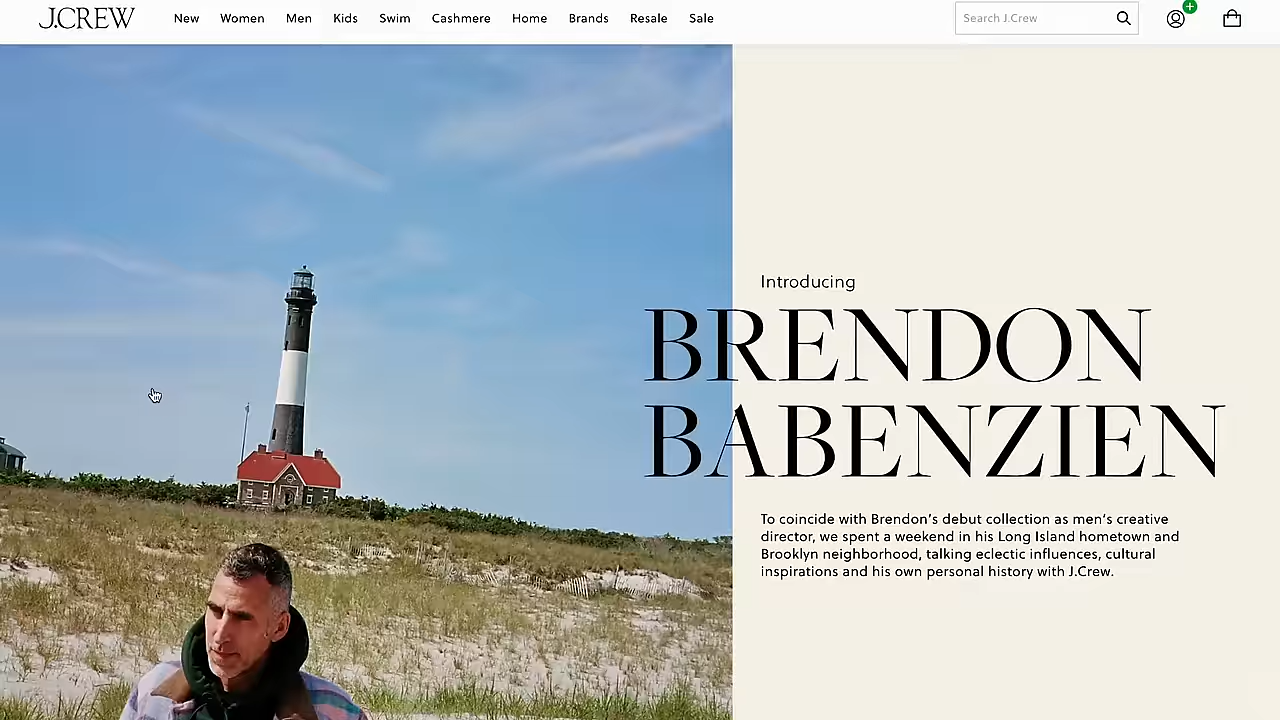 J.CREW
New Women Men Kids Swim Cashmere Home Brands Resale Sale
Search J.Crew
Introducing
BRENDON
BABENZIEN
To coincide with Brendon’s debut collection as men’s creative
director, we spent a weekend in his Long Island hometown and
Brooklyn neighborhood, talking eclectic influences, cultural
inspirations and his own personal history with J.Crew.